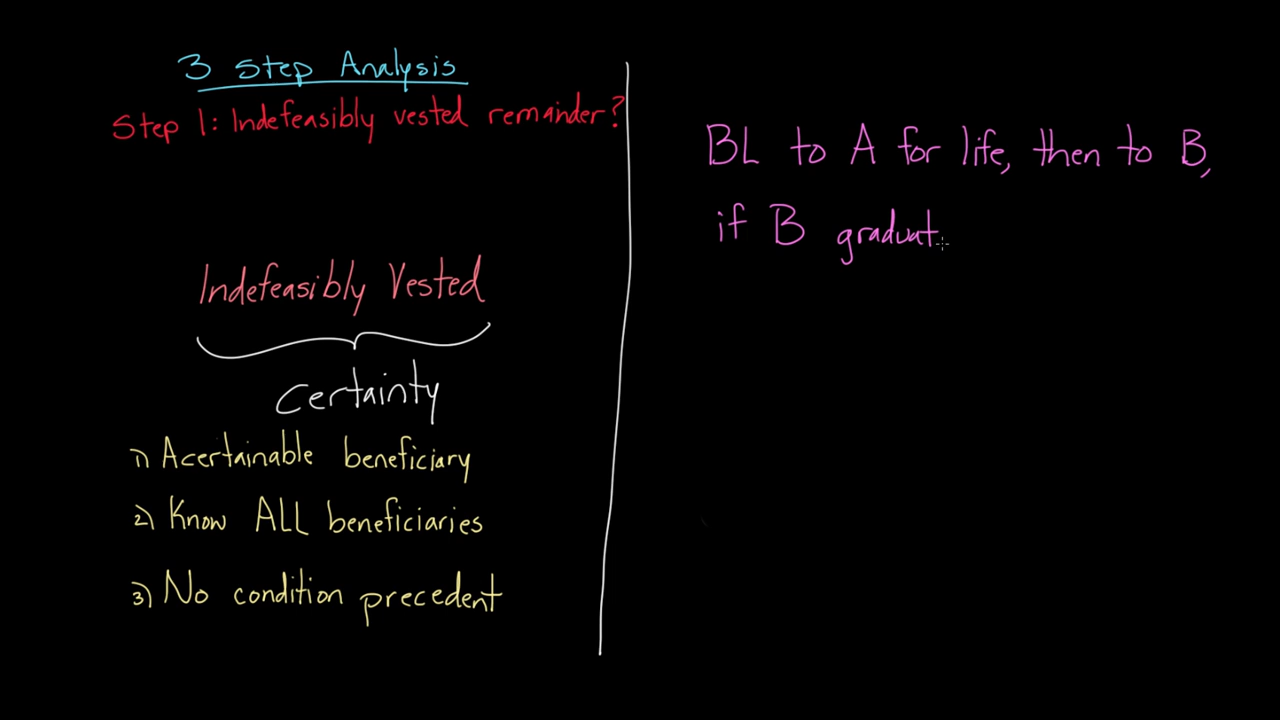 3 Step Analysis
Step 1: Indefeasibly vested remainder?
Indefeasibly Vested
Certainty
1) Acertainable beneficiary
2) Know ALL beneficiaries
3) No condition precedent
BL to A for life, then to B,
if B graduat